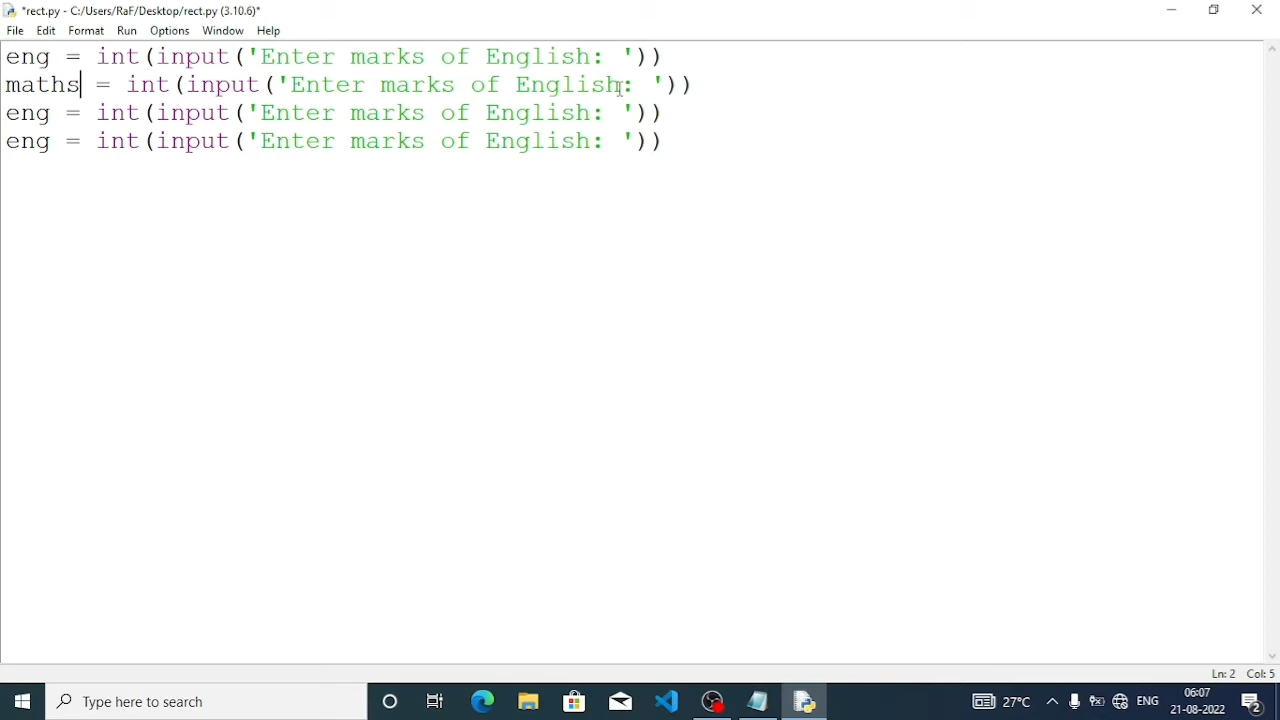 *rect.py - C:/Users/RaF/Desktop/rect.py (3.10.6)*
File Edit Format Run Options Window Help
eng = int(input('Enter marks of English: '))
maths = int(input('Enter marks of English: '))
eng = int(input('Enter marks of English: '))
eng = int(input('Enter marks of English: '))
Ln: 2 Col: 5
Type here to search
27°C
ENG
06:07
21-08-2022
2